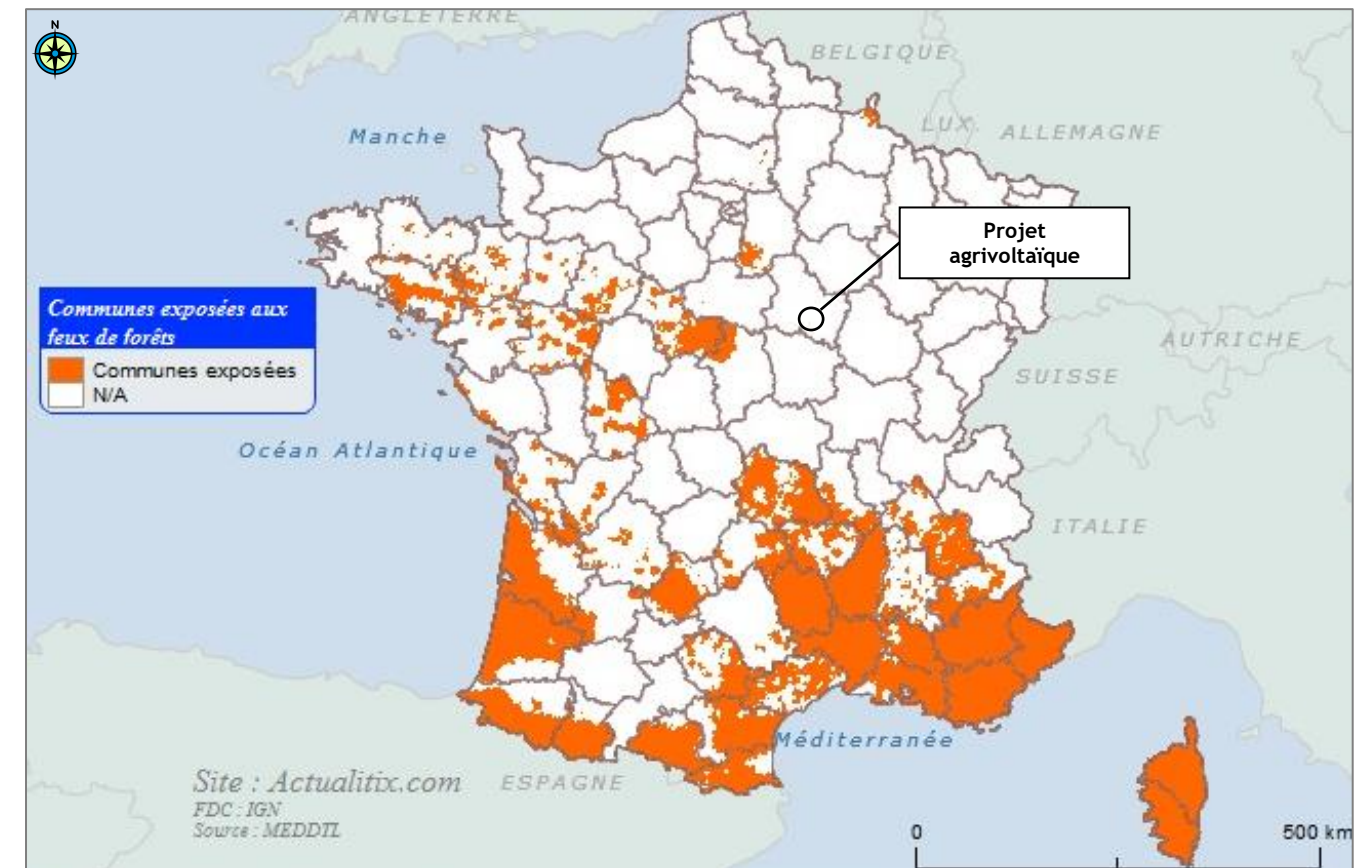 ANGLETERRE
N
BELGIQUE
Manche
LUX.
ALLEMAGNE
Projet
agrivoltaïque
Communes exposées aux
feux de forêts
Communes exposées
N/A
AUTRICHE
SUISSE
Océan Atlantique
ITALIE
Méditerranée
Site : Actualitix.com
ESPAGNE
FDC : IGN
Source : MEDDTL
0
500 km